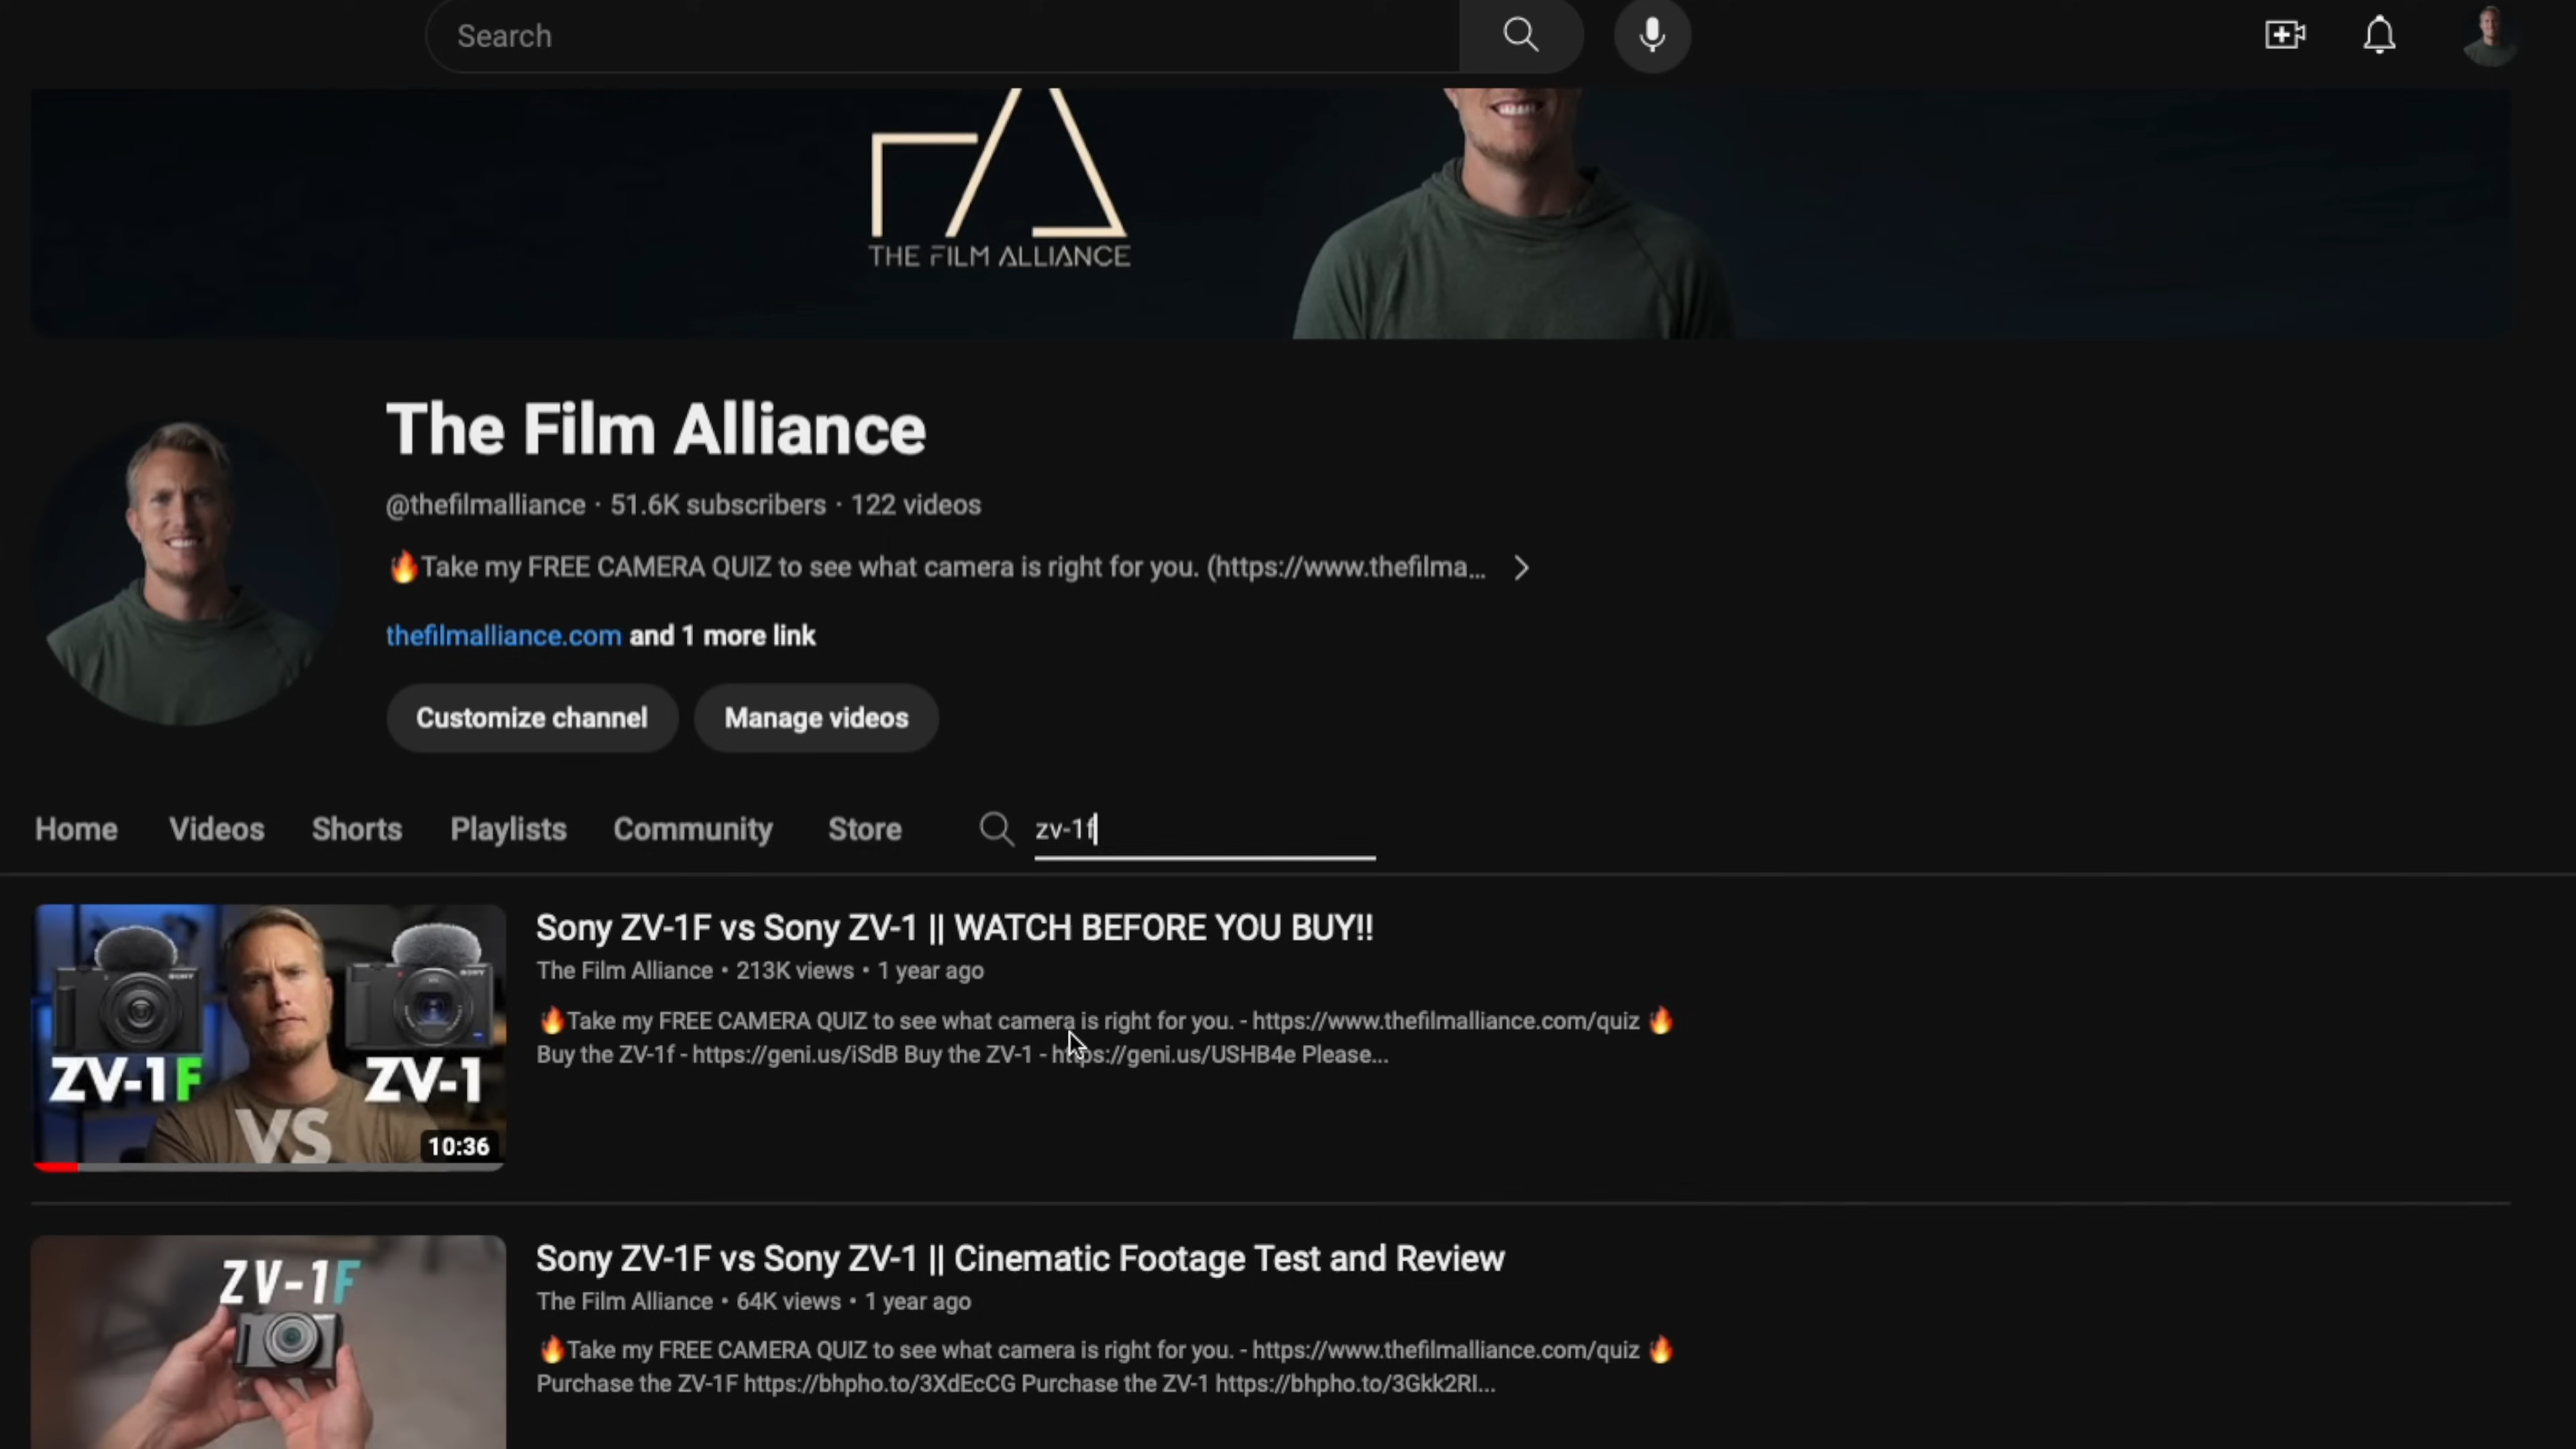 Search
THE FILM ALLIANCE
The Film Alliance
@thefilmalliance · 51.6K subscribers · 122 videos
🔥Take my FREE CAMERA QUIZ to see what camera is right for you. (https://www.thefilma...
thefilmalliance.com and 1 more link
Customize channel
Manage videos
Home
Videos
Shorts
Playlists
Community
Store
zv-1f
SONY
SONY
ZV-1F
ZV-1
VS
10:36
Sony ZV-1F vs Sony ZV-1 || WATCH BEFORE YOU BUY!!
The Film Alliance • 213K views • 1 year ago
🔥Take my FREE CAMERA QUIZ to see what camera is right for you. - https://www.thefilmalliance.com/quiz 🔥
Buy the ZV-1f - https://geni.us/iSdB Buy the ZV-1 - https://geni.us/USHB4e Please...
ZV-1F
Sony ZV-1F vs Sony ZV-1 || Cinematic Footage Test and Review
The Film Alliance • 64K views • 1 year ago
🔥Take my FREE CAMERA QUIZ to see what camera is right for you. - https://www.thefilmalliance.com/quiz 🔥
Purchase the ZV-1F https://bhpho.to/3XdEcCG Purchase the ZV-1 https://bhpho.to/3Gkk2RI...